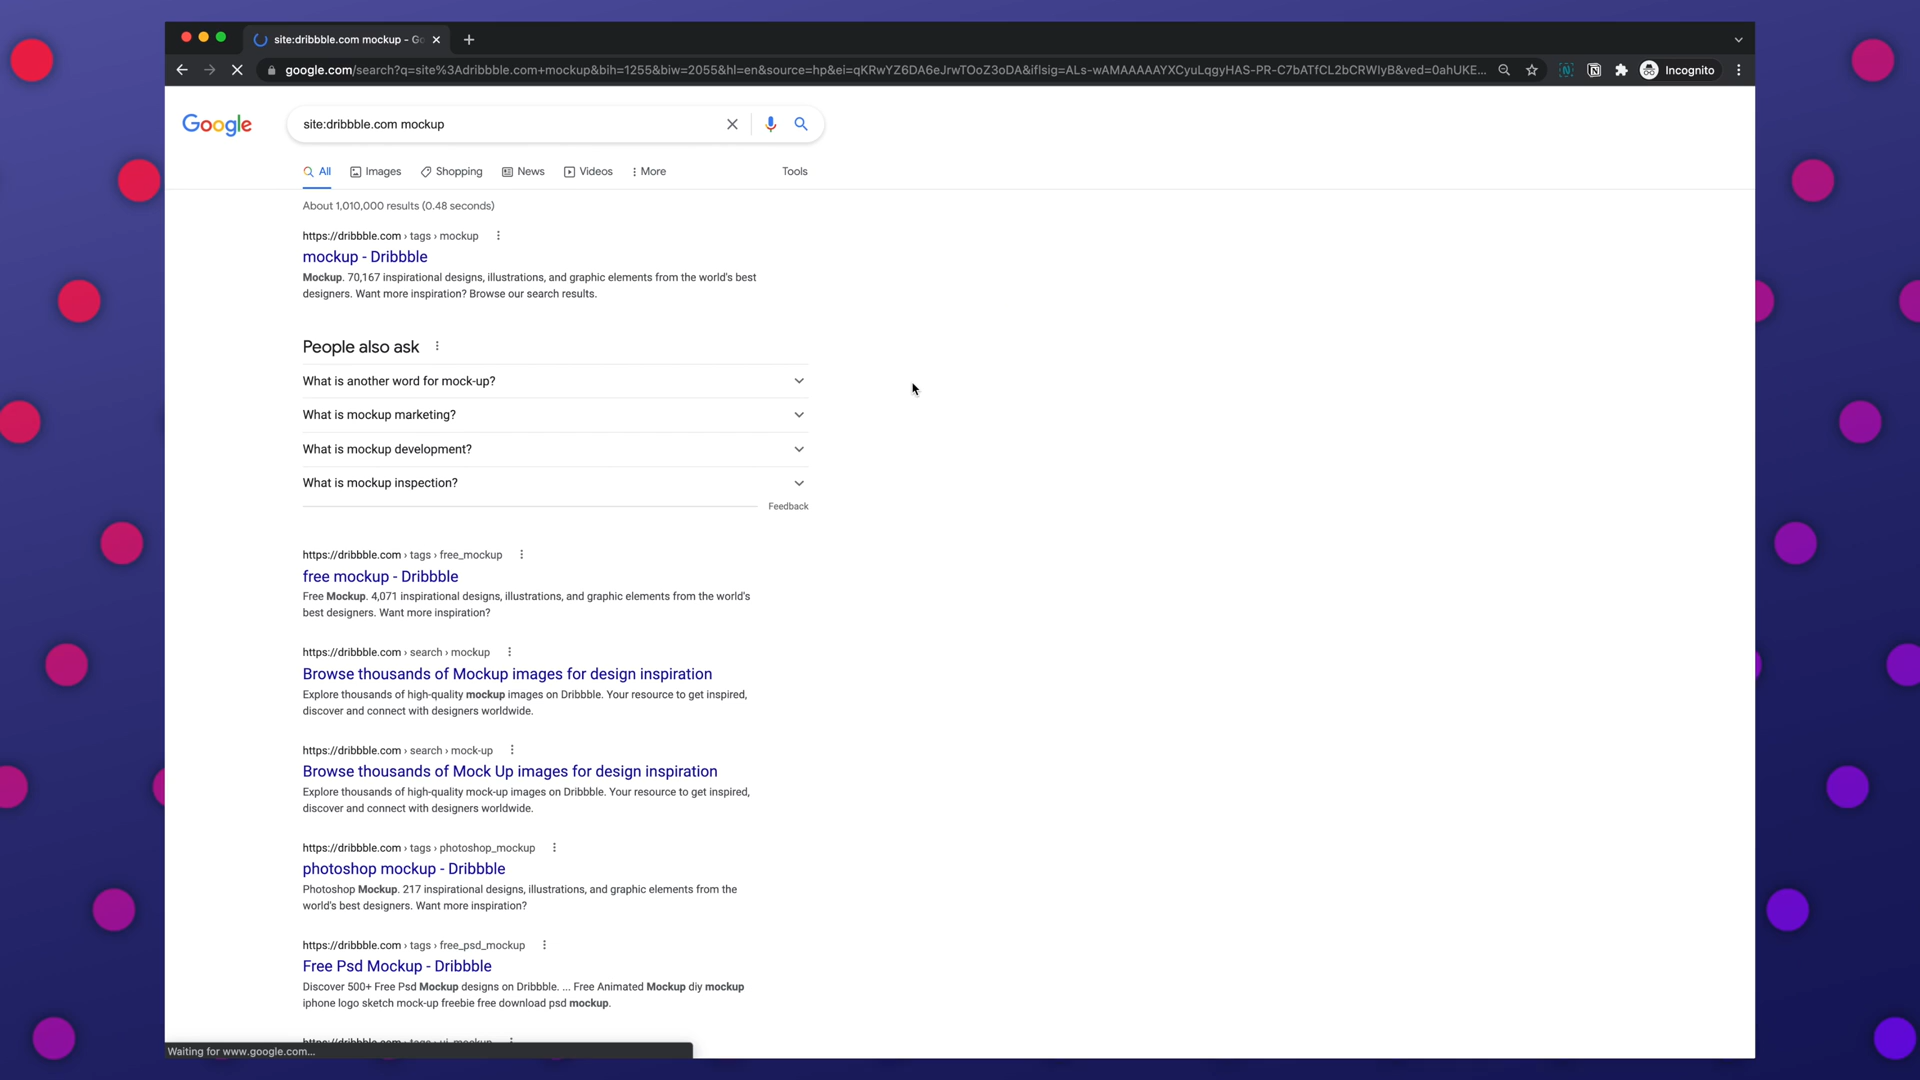 site:dribbble.com mockup - Go
google.com/search?q=site%3Adribbble.com+mockup&bih=1255&biw=2055&hl=en&source=hp&ei=qKRwYZ6DA6eJrwTOoZ3oDA&iflsig=ALs-wAMAAAAAYXCyuLqgyHAS-PR-C7bATfCL2bCRWIyB&ved=0ahUKE...
Incognito
Google
site:dribbble.com mockup
All Images Shopping News Videos More Tools
About 1,010,000 results (0.48 seconds)
https://dribbble.com › tags › mockup
mockup - Dribbble
Mockup. 70,167 inspirational designs, illustrations, and graphic elements from the world's best
designers. Want more inspiration? Browse our search results.
People also ask
What is another word for mock-up?
What is mockup marketing?
What is mockup development?
What is mockup inspection?
Feedback
https://dribbble.com › tags › free_mockup
free mockup - Dribbble
Free Mockup. 4,071 inspirational designs, illustrations, and graphic elements from the world's
best designers. Want more inspiration?
https://dribbble.com › search › mockup
Browse thousands of Mockup images for design inspiration
Explore thousands of high-quality mockup images on Dribbble. Your resource to get inspired,
discover and connect with designers worldwide.
https://dribbble.com › search › mock-up
Browse thousands of Mock Up images for design inspiration
Explore thousands of high-quality mock-up images on Dribbble. Your resource to get inspired,
discover and connect with designers worldwide.
https://dribbble.com › tags › photoshop_mockup
photoshop mockup - Dribbble
Photoshop Mockup. 217 inspirational designs, illustrations, and graphic elements from the
world's best designers. Want more inspiration?
https://dribbble.com › tags › free_psd_mockup
Free Psd Mockup - Dribbble
Discover 500+ Free Psd Mockup designs on Dribbble. ... Free Animated Mockup diy mockup
iphone logo sketch mock-up freebie free download psd mockup.
https://dribbble.com › tags › ui_mockup
Waiting for www.google.com...